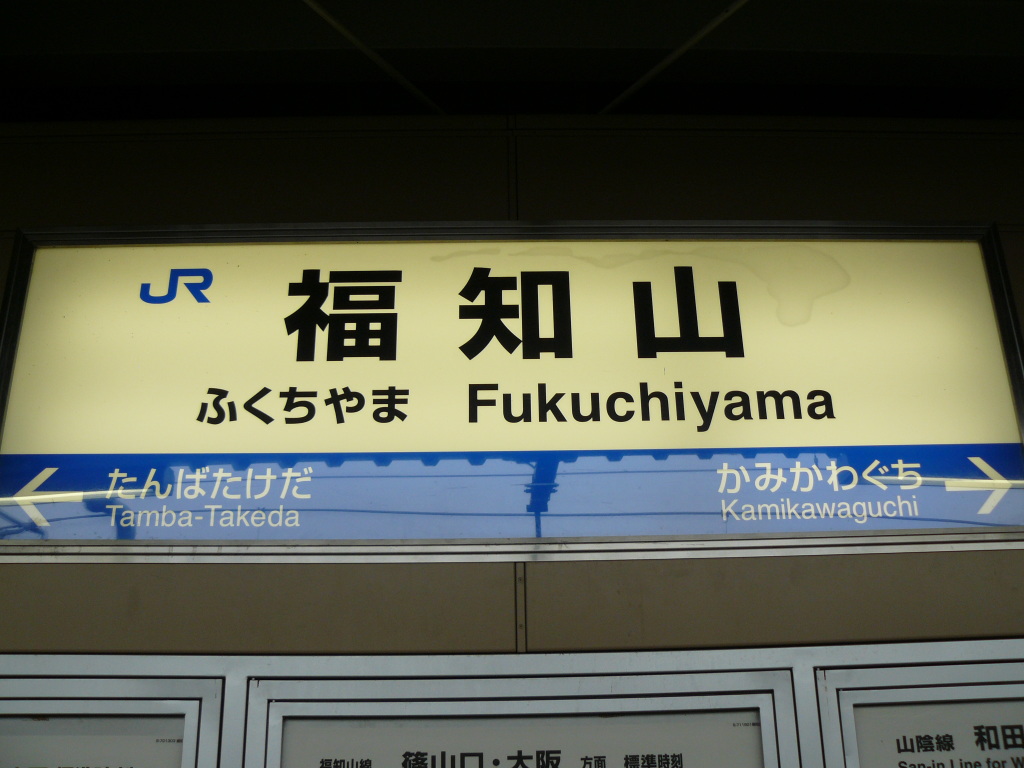 JR 福知山
ふくちやま Fukuchiyama
← たんばたけだ
Tamba-Takeda
かみかわぐち →
Kamikawaguchi
福知山線 篠山口・大阪 方面 標準時刻
山陰線 和田
San-in Line for W